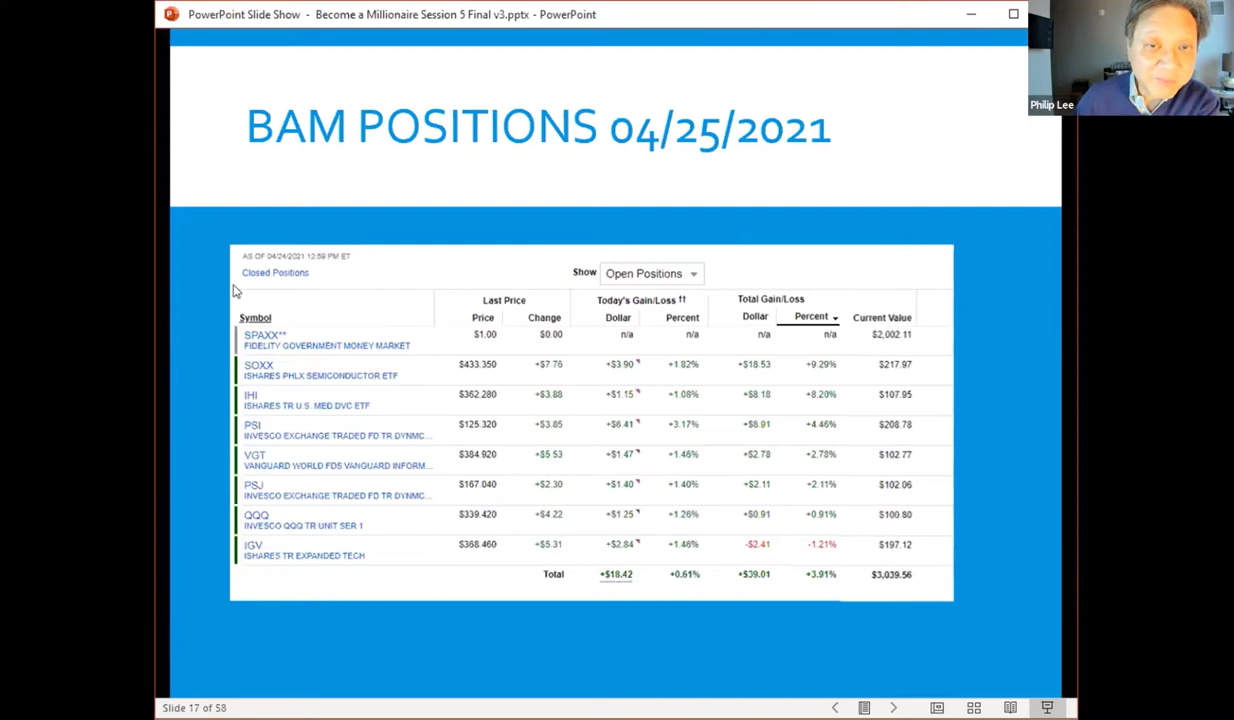 PowerPoint Slide Show - Become a Millionaire Session 5 Final v3.pptx - PowerPoint
Philip Lee
BAM POSITIONS 04/25/2021
AS OF 04/24/2021 12:59 PM ET
Closed Positions
Show Open Positions
Last Price Today's Gain/Loss †† Total Gain/Loss
Symbol Price Change Dollar Percent Dollar Percent Current Value
SPAXX** $1.00 $0.00 n/a n/a n/a n/a $2,002.11
FIDELITY GOVERNMENT MONEY MARKET
SOXX $433.350 +$7.76 +$3.90 +1.82% +$18.53 +9.29% $217.97
ISHARES PHLX SEMICONDUCTOR ETF
IHI $362.280 +$3.88 +$1.15 +1.08% +$8.18 +8.20% $107.95
ISHARES TR U.S. MED DVC ETF
PSI $125.320 +$3.85 +$6.41 +3.17% +$8.91 +4.46% $208.78
INVESCO EXCHANGE TRADED FD TR DYNMC...
VGT $384.920 +$5.53 +$1.47 +1.46% +$2.78 +2.78% $102.77
VANGUARD WORLD FDS VANGUARD INFORM...
PSJ $167.040 +$2.30 +$1.40 +1.40% +$2.11 +2.11% $102.06
INVESCO EXCHANGE TRADED FD TR DYNMC...
QQQ $339.420 +$4.22 +$1.25 +1.26% +$0.91 +0.91% $100.80
INVESCO QQQ TR UNIT SER 1
IGV $368.460 +$5.31 +$2.84 +1.46% -$2.41 -1.21% $197.12
ISHARES TR EXPANDED TECH
Total +$18.42 +0.61% +$39.01 +3.91% $3,039.56
Slide 17 of 58